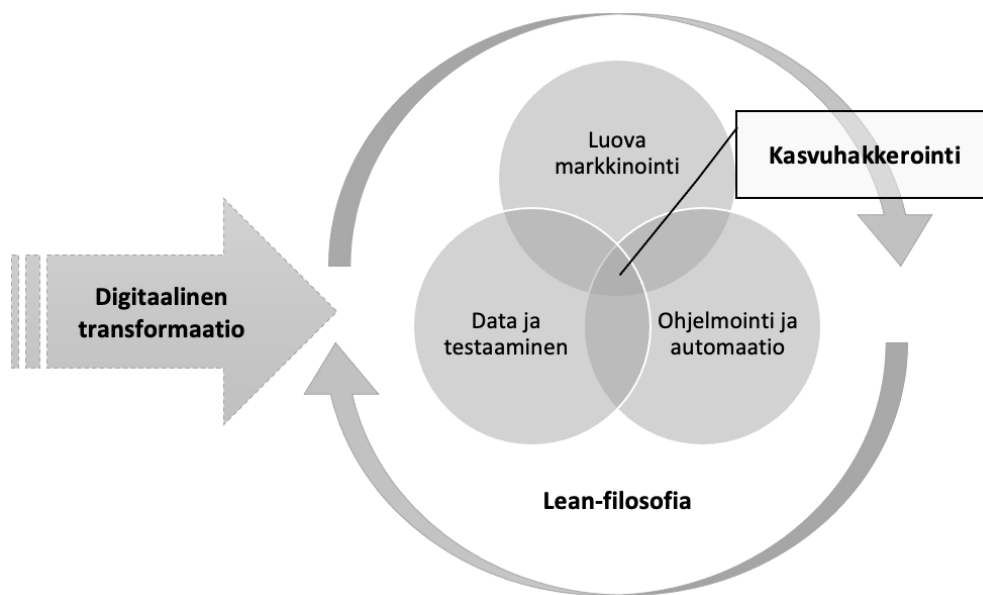 Luova
markkinointi
Kasvuhakkerointi
Digitaalinen
transformaatio
Data ja
testaaminen
Ohjelmointi ja
automaatio
Lean-filosofia